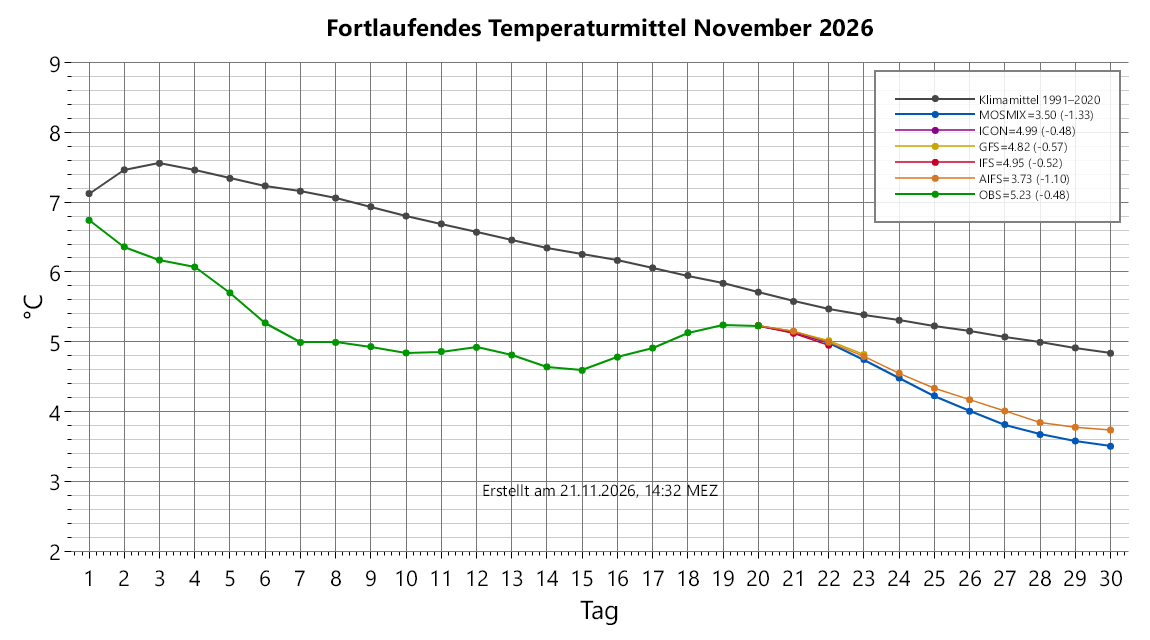 Fortlaufendes Temperaturmittel November 2026
9
8
7
6
5
4
3
2
°C
Klimamittel 1991–2020
MOSMIX=3.50 (-1.33)
ICON=4.99 (-0.48)
GFS=4.82 (-0.57)
IFS=4.95 (-0.52)
AIFS=3.73 (-1.10)
OBS=5.23 (-0.48)
Erstellt am 21.11.2026, 14:32 MEZ
1 2 3 4 5 6 7 8 9 10 11 12 13 14 15 16 17 18 19 20 21 22 23 24 25 26 27 28 29 30
Tag